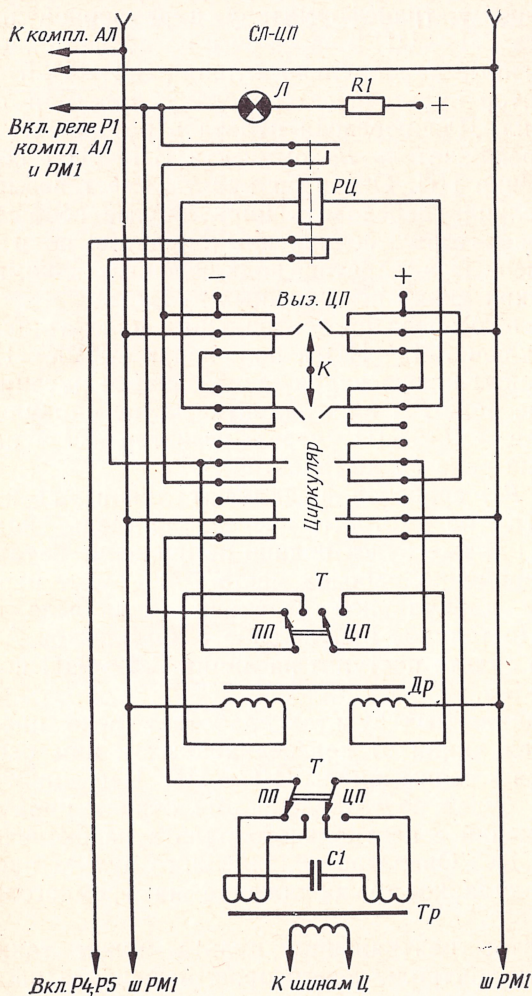 К компл. АЛ
СЛ-ЦП
Л
R1
+
Вкл. реле Р1
компл. АЛ
и РМ1
РЦ
−
+
Выз. ЦП
К
Циркуляр
Т
ПП
ЦП
Др
Т
ПП
ЦП
С1
Тр
Вкл. Р4,Р5
ш РМ1
К шинам Ц
ш РМ1